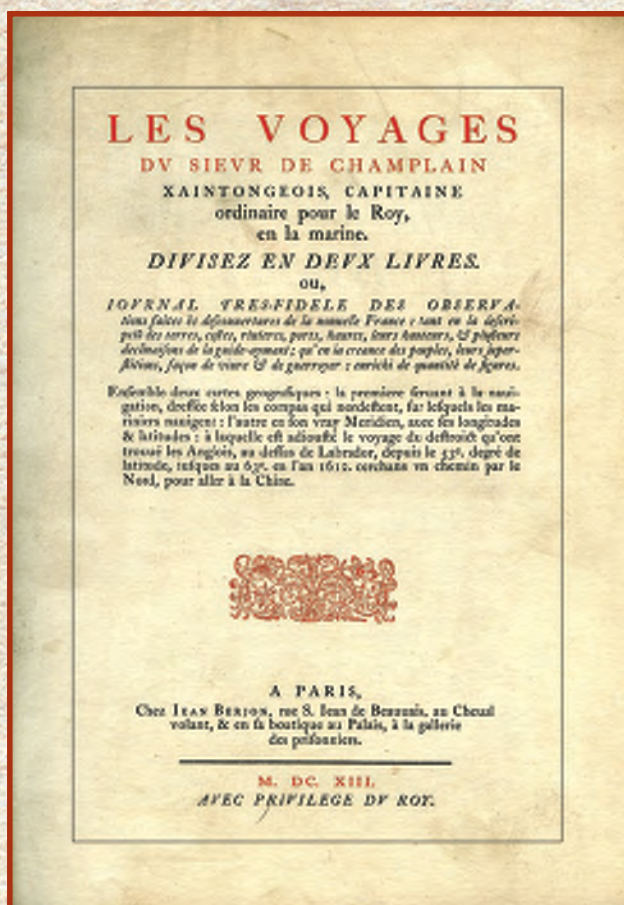 LES VOYAGES
DV SIEVR DE CHAMPLAIN
XAINTONGEOIS, CAPITAINE
ordinaire pour le Roy,
en la marine.
DIVISEZ EN DEVX LIVRES.
ou,
IOVRNAL TRES-FIDELE DES OBSERVA-
tions faites és descouuertures de la nouuelle France : tant en la descri-
ptiõ des terres, costes, riuieres, ports, haures, leurs hauteurs, & plusieurs
declinaisons de la guide-aymant; qu'en la creance des peuples, leurs super-
stitions, façon de viure & de guerroyer : enrichi de quantité de figures.
Ensemble deux cartes geografiques : la premiere seruant à la naui-
gation, dressée selon les compas qui nordestent, sur lesquels les ma-
riniers nauigent : l'autre en son vray Meridien, auec ses longitudes
& latitudes : à laquelle est adiousté le voyage du destroict qu'ont
trouué les Anglois, au dessus de Labrador, depuis le 53e. degré de
latitude, iusques au 63e. en l'an 1612. cerchans vn chemin par le
Nord, pour aller à la Chine.
A PARIS,
Chez IEAN BERJON, rue S. Iean de Beauuais, au Cheual
volant, & en sa boutique au Palais, à la gallerie
des prisonniers.
M. DC. XIII.
AVEC PRIVILEGE DV ROY.